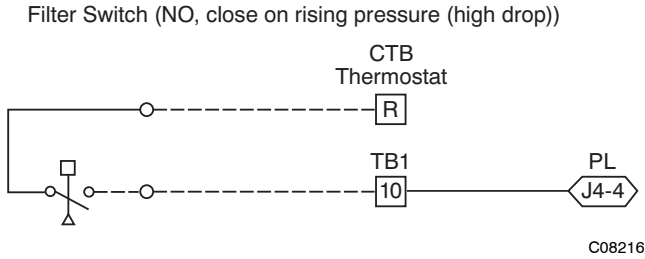 Filter Switch (NO, close on rising pressure (high drop))
CTB
Thermostat
R
TB1
10
PL
J4-4
C08216